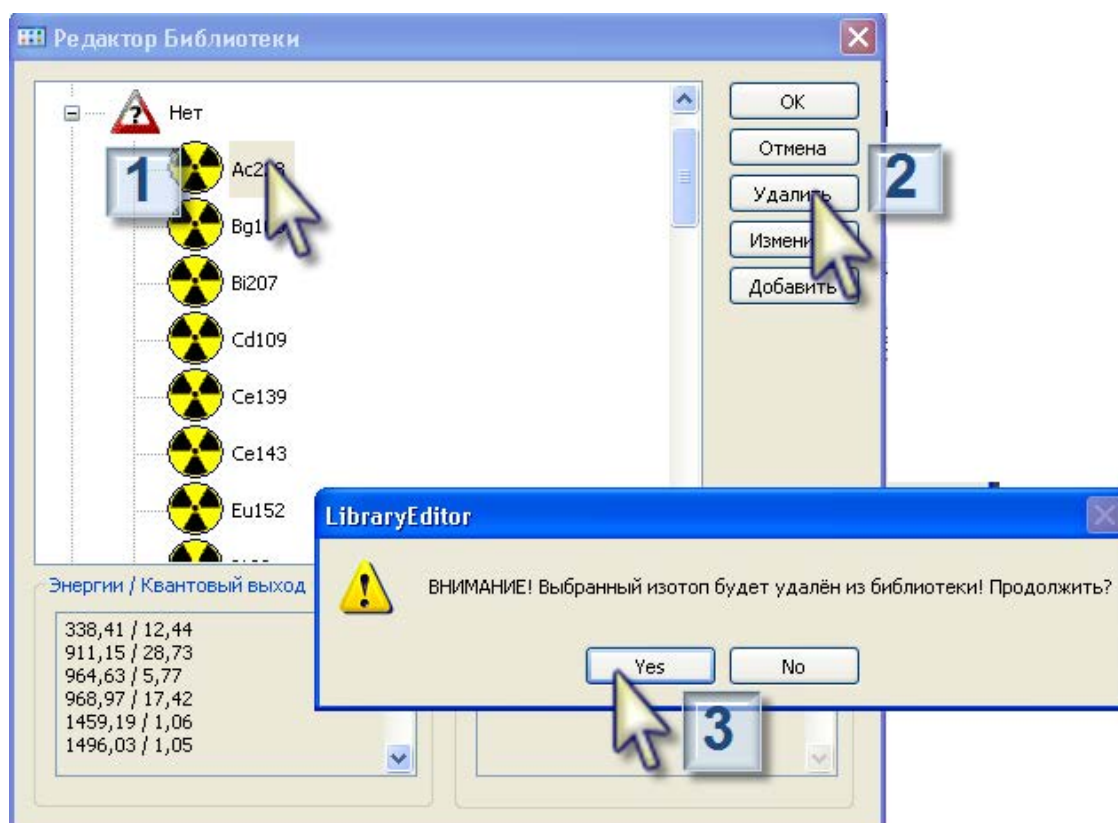 Редактор Библиотеки
Нет
OK
Отмена
1
2
Удалить
Bi207
Добавить
Cd109
Ce139
Ce143
Eu152
LibraryEditor
Энергии / Квантовый выход
ВНИМАНИЕ! Выбранный изотоп будет удалён из библиотеки! Продолжить?
338,41 / 12,44
911,15 / 28,73
964,63 / 5,77
968,97 / 17,42
1459,19 / 1,06
1496,03 / 1,05
Yes
No
3